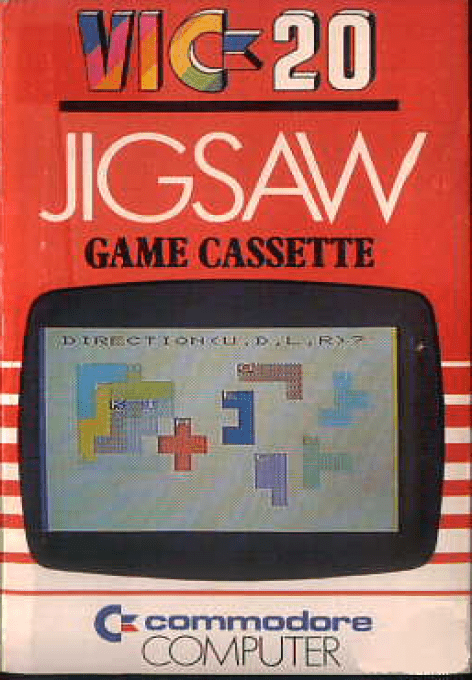 VIC-20
JIGSAW
GAME CASSETTE
DIRECTION(U,D,L,R)?
commodore
COMPUTER